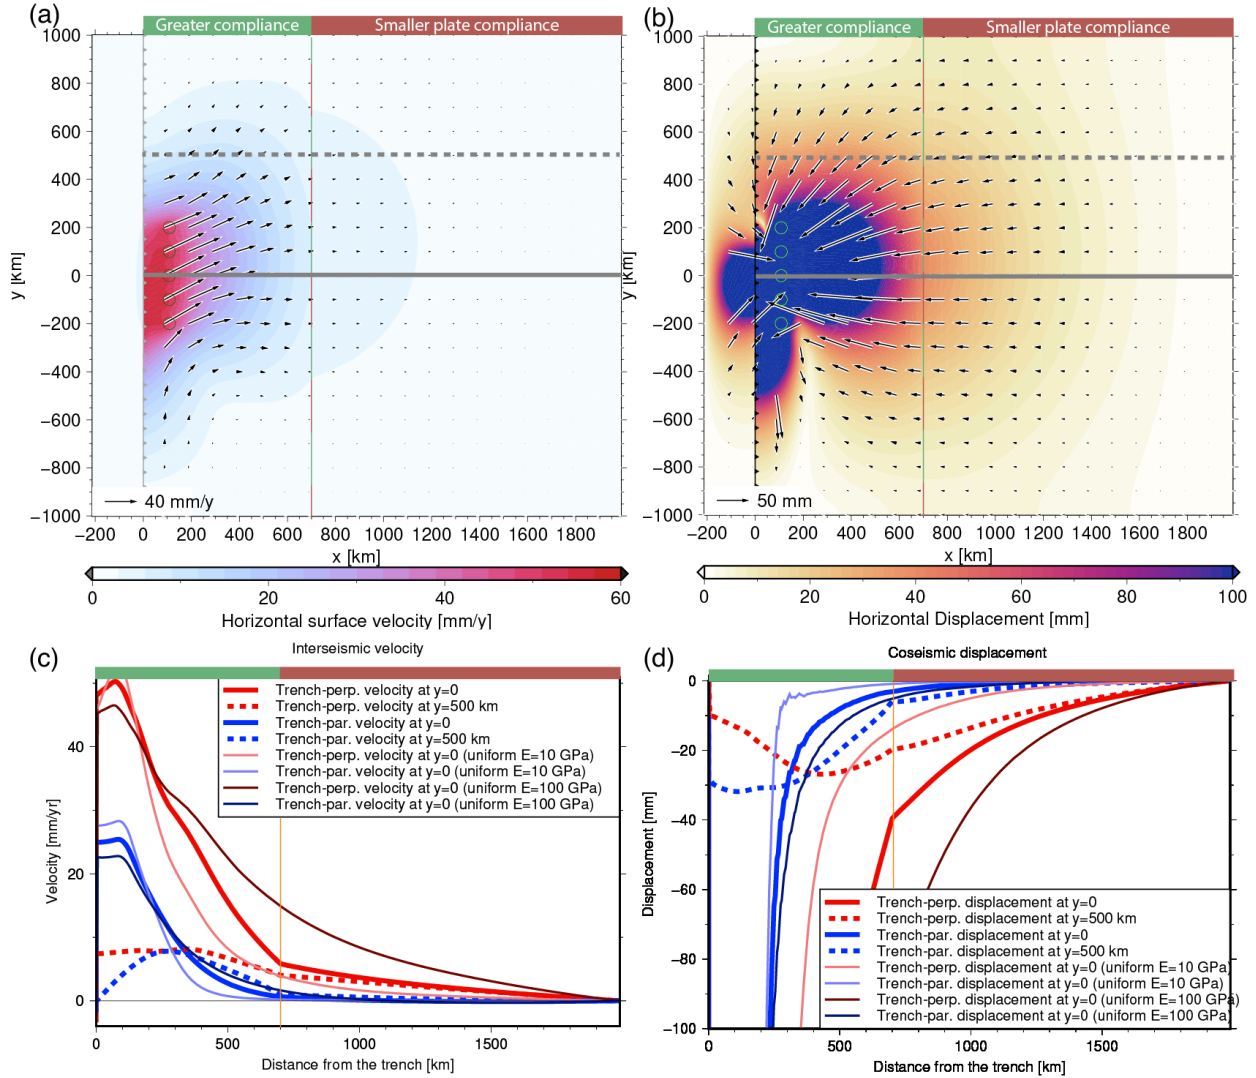 (a)
Greater compliance
Smaller plate compliance
1000
800
600
400
200
0
−200
−400
−600
−800
−1000
y [km]
40 mm/y
−200 0 200 400 600 800 1000 1200 1400 1600 1800
x [km]
0 20 40 60
Horizontal surface velocity [mm/y]
(b)
Greater compliance
Smaller plate compliance
1000
800
600
400
200
0
−200
−400
−600
−800
−1000
y [km]
50 mm
−200 0 200 400 600 800 1000 1200 1400 1600 1800
x [km]
0 20 40 60 80 100
Horizontal Displacement [mm]
(c)
Interseismic velocity
Trench-perp. velocity at y=0
Trench-perp. velocity at y=500 km
Trench-par. velocity at y=0
Trench-par. velocity at y=500 km
Trench-perp. velocity at y=0 (uniform E=10 GPa)
Trench-par. velocity at y=0 (uniform E=10 GPa)
Trench-perp. velocity at y=0 (uniform E=100 GPa)
Trench-par. velocity at y=0 (uniform E=100 GPa)
40
20
0
Velocity [mm/yr]
0 500 1000 1500
Distance from the trench [km]
(d)
Coseismic displacement
0
−20
−40
−60
−80
−100
Displacement [mm]
Trench-perp. displacement at y=0
Trench-perp. displacement at y=500 km
Trench-par. displacement at y=0
Trench-par. displacement at y=500 km
Trench-perp. displacement at y=0 (uniform E=10 GPa)
Trench-par. displacement at y=0 (uniform E=10 GPa)
Trench-perp. displacement at y=0 (uniform E=100 GPa)
Trench-par. displacement at y=0 (uniform E=100 GPa)
0 500 1000 1500
Distance from the trench [km]